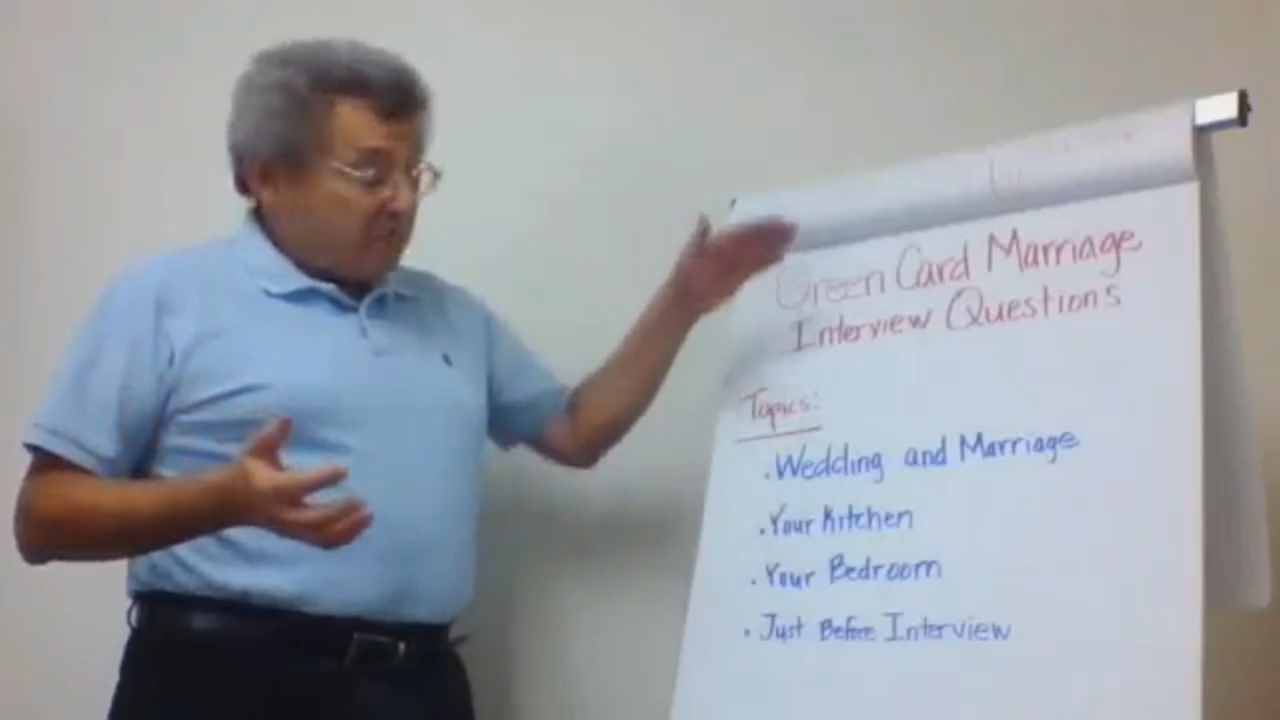 Green Card Marriage
Interview Questions
Topics:
. Wedding and Marriage
. Your Kitchen
. Your Bedroom
. Just Before Interview